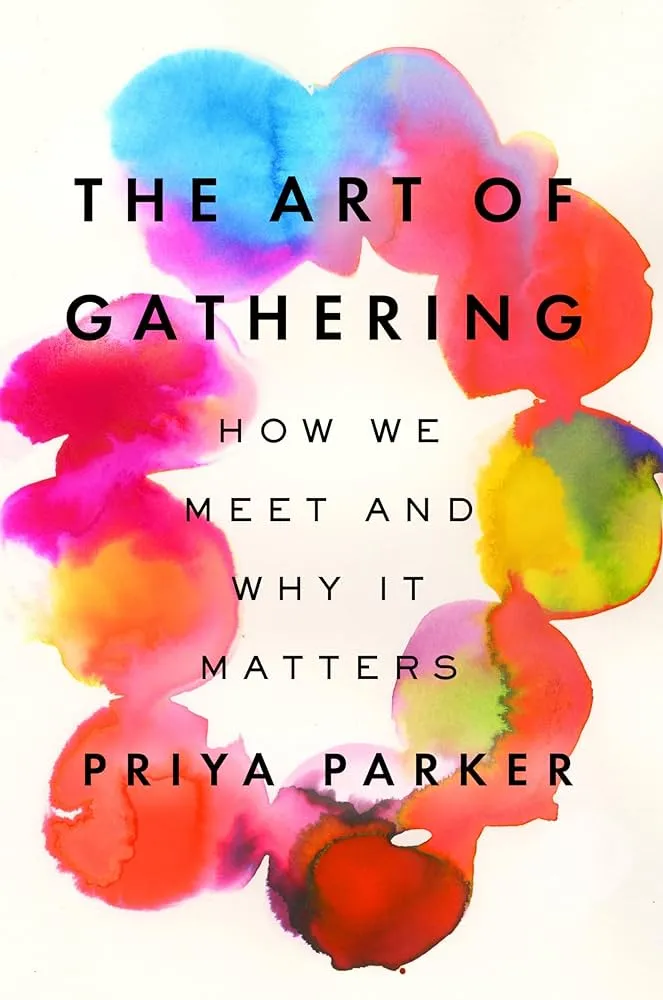 THE ART OF
GATHERING
HOW WE
MEET AND
WHY IT
MATTERS
PRIYA PARKER